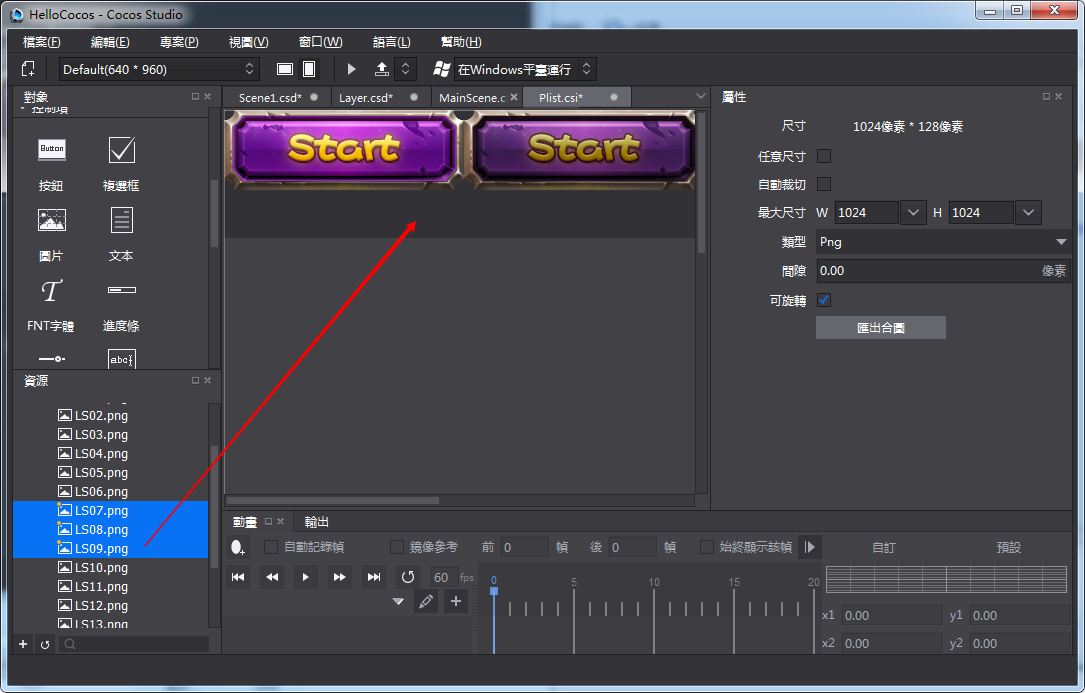 HelloCocos - Cocos Studio
檔案(F) 編輯(E) 專案(P) 視圖(V) 窗口(W) 語言(L) 幫助(H)
Default(640 * 960) 在Windows平臺運行
對象
控制項
Button
按鈕 複選框
圖片 文本
T
FNT字體 進度條
abc
資源
LS02.png
LS03.png
LS04.png
LS05.png
LS06.png
LS07.png
LS08.png
LS09.png
LS10.png
LS11.png
LS12.png
LS13.png
Scene1.csd* Layer.csd* MainScene.c Plist.csi*
Start Start
屬性
尺寸 1024像素 * 128像素
任意尺寸
自動裁切
最大尺寸 W 1024 H 1024
類型 Png
間隙 0.00 像素
可旋轉
匯出合圖
動畫 輸出
自動記錄幀 鏡像參考 前 0 幀 後 0 幀 始終顯示該幀 自訂 預設
60 fps
0 5 10 15 20
x1 0.00 y1 0.00
x2 0.00 y2 0.00